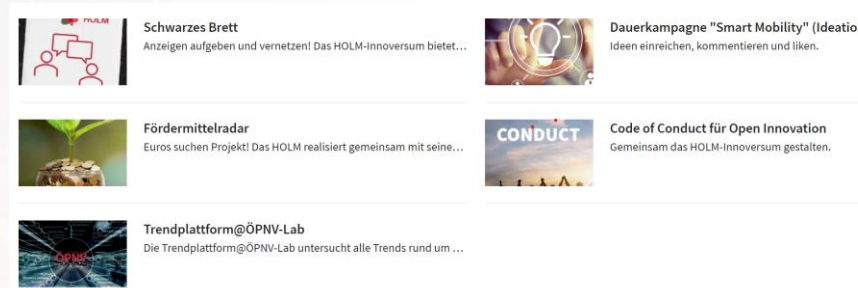 HOLM
Schwarzes Brett
Anzeigen aufgeben und vernetzen! Das HOLM-Innoversum bietet…
Fördermittelradar
Euros suchen Projekt! Das HOLM realisiert gemeinsam mit seine…
ÖPNV
Trendplattform@ÖPNV-Lab
Die Trendplattform@ÖPNV-Lab untersucht alle Trends rund um …
Dauerkampagne "Smart Mobility" (Ideatio
Ideen einreichen, kommentieren und liken.
CONDUCT
Code of Conduct für Open Innovation
Gemeinsam das HOLM-Innoversum gestalten.